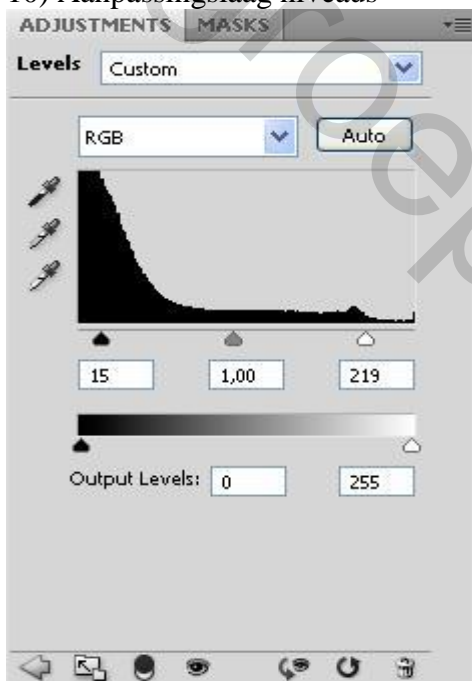 10) Aanpassingslaag niveaus
ADJUSTMENTS MASKS
Levels Custom
RGB Auto
15 1,00 219
Output Levels: 0 255